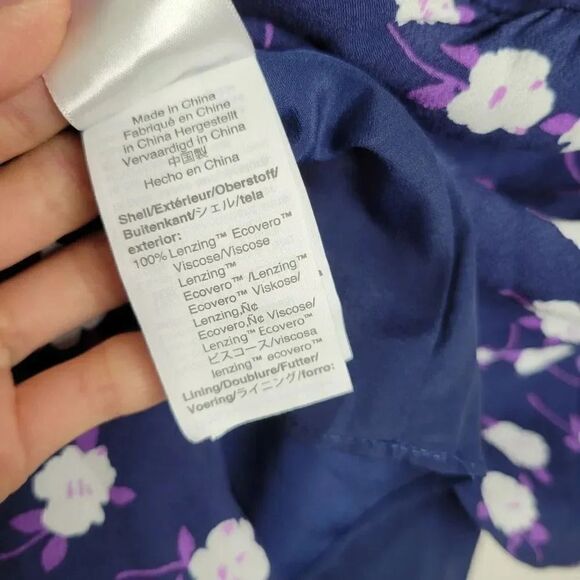 Made in China
Fabriqué en Chine
in China Hergestellt
Vervaardigd in China
中国製
Hecho en China
Shell/Extérieur/Oberstoff/
Buitenkant/シェル/tela
exterior:
100% Lenzing™ Ecovero™
Viscose/Viscose
Lenzing™
Ecovero™ /Lenzing™
Ecovero™ Viskose/
Lenzing‚Ñ¢
Ecovero‚Ñ¢ Viscose/
Lenzing™ Ecovero™
ビスコース/viscosa
lenzing™ ecovero™
Lining/Doublure/Futter/
Voering/ライニング/forro: